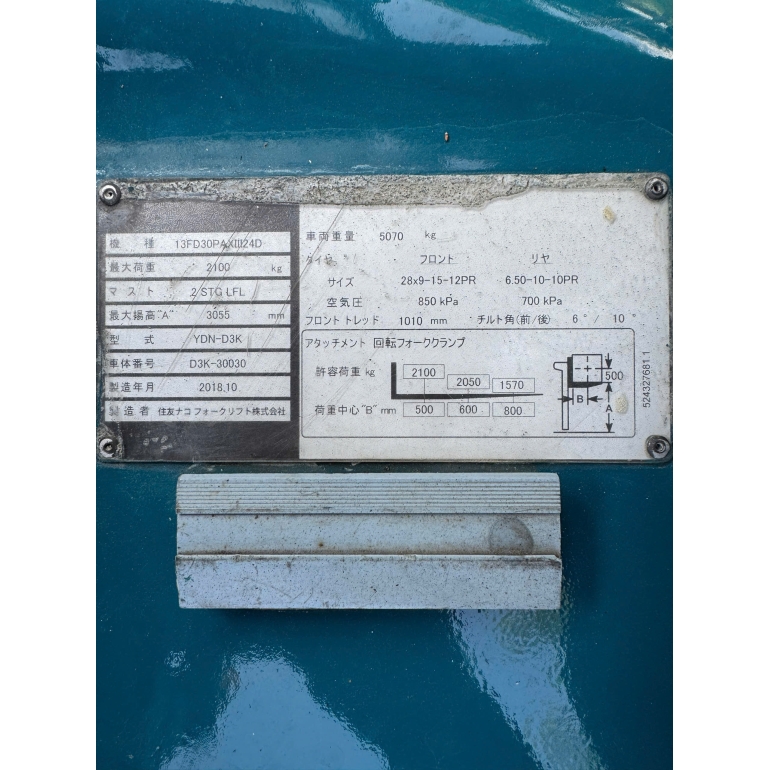 機種 13FD30PAXⅢ24D
最大荷重 2100 kg
マスト 2 STG LFL
最大揚高"A" 3055 mm
型式 YDN-D3K
車体番号 D3K-30030
製造年月 2018.10
製造者 住友ナコ フォークリフト株式会社
車両重量 5070 kg
タイヤ フロント リヤ
サイズ 28x9-15-12PR 6.50-10-10PR
空気圧 850 kPa 700 kPa
フロントトレッド 1010 mm チルト角(前/後) 6° / 10°
アタッチメント 回転フォーククランプ
許容荷重 kg 2100 2050 1570
荷重中心"B" mm 500 600 800
500
B
A
524327681.1